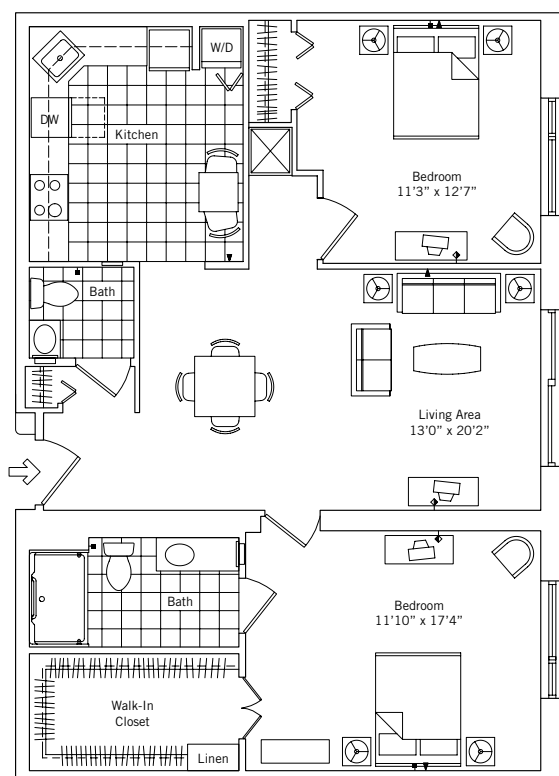 W/D
DW
Kitchen
Bedroom
11’3” x 12’7”
Bath
Living Area
13’0” x 20’2”
Bath
Bedroom
11’10” x 17’4”
Walk-In
Closet
Linen